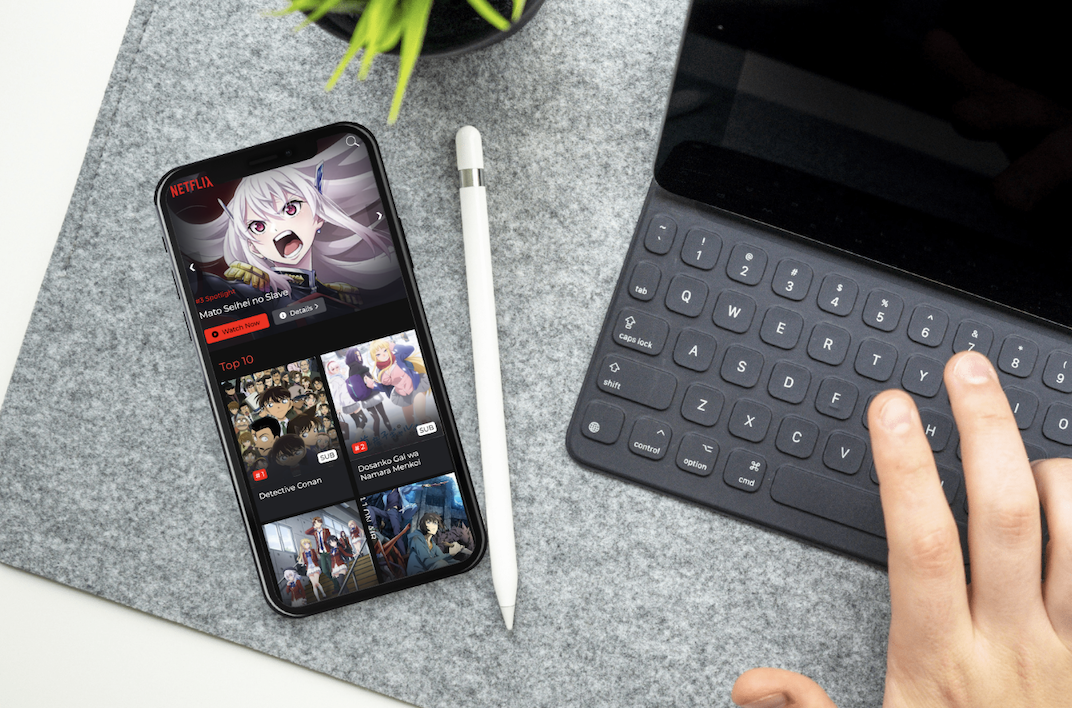 NETFLIX
#3 Spotlight
Mato Seihei no Slave
Watch Now
Details
Top 10
SUB
#1
Detective Conan
SUB
#2
Dosanko Gal wa
Namara Menkoi
ON AIR
~
`
! 1
@ 2
# 3
$ 4
% 5
^ 6
& 7
* 8
( 9
tab
Q
W
E
R
T
Y
I
O
caps lock
A
S
D
F
H
shift
Z
X
C
V
control
option
cmd